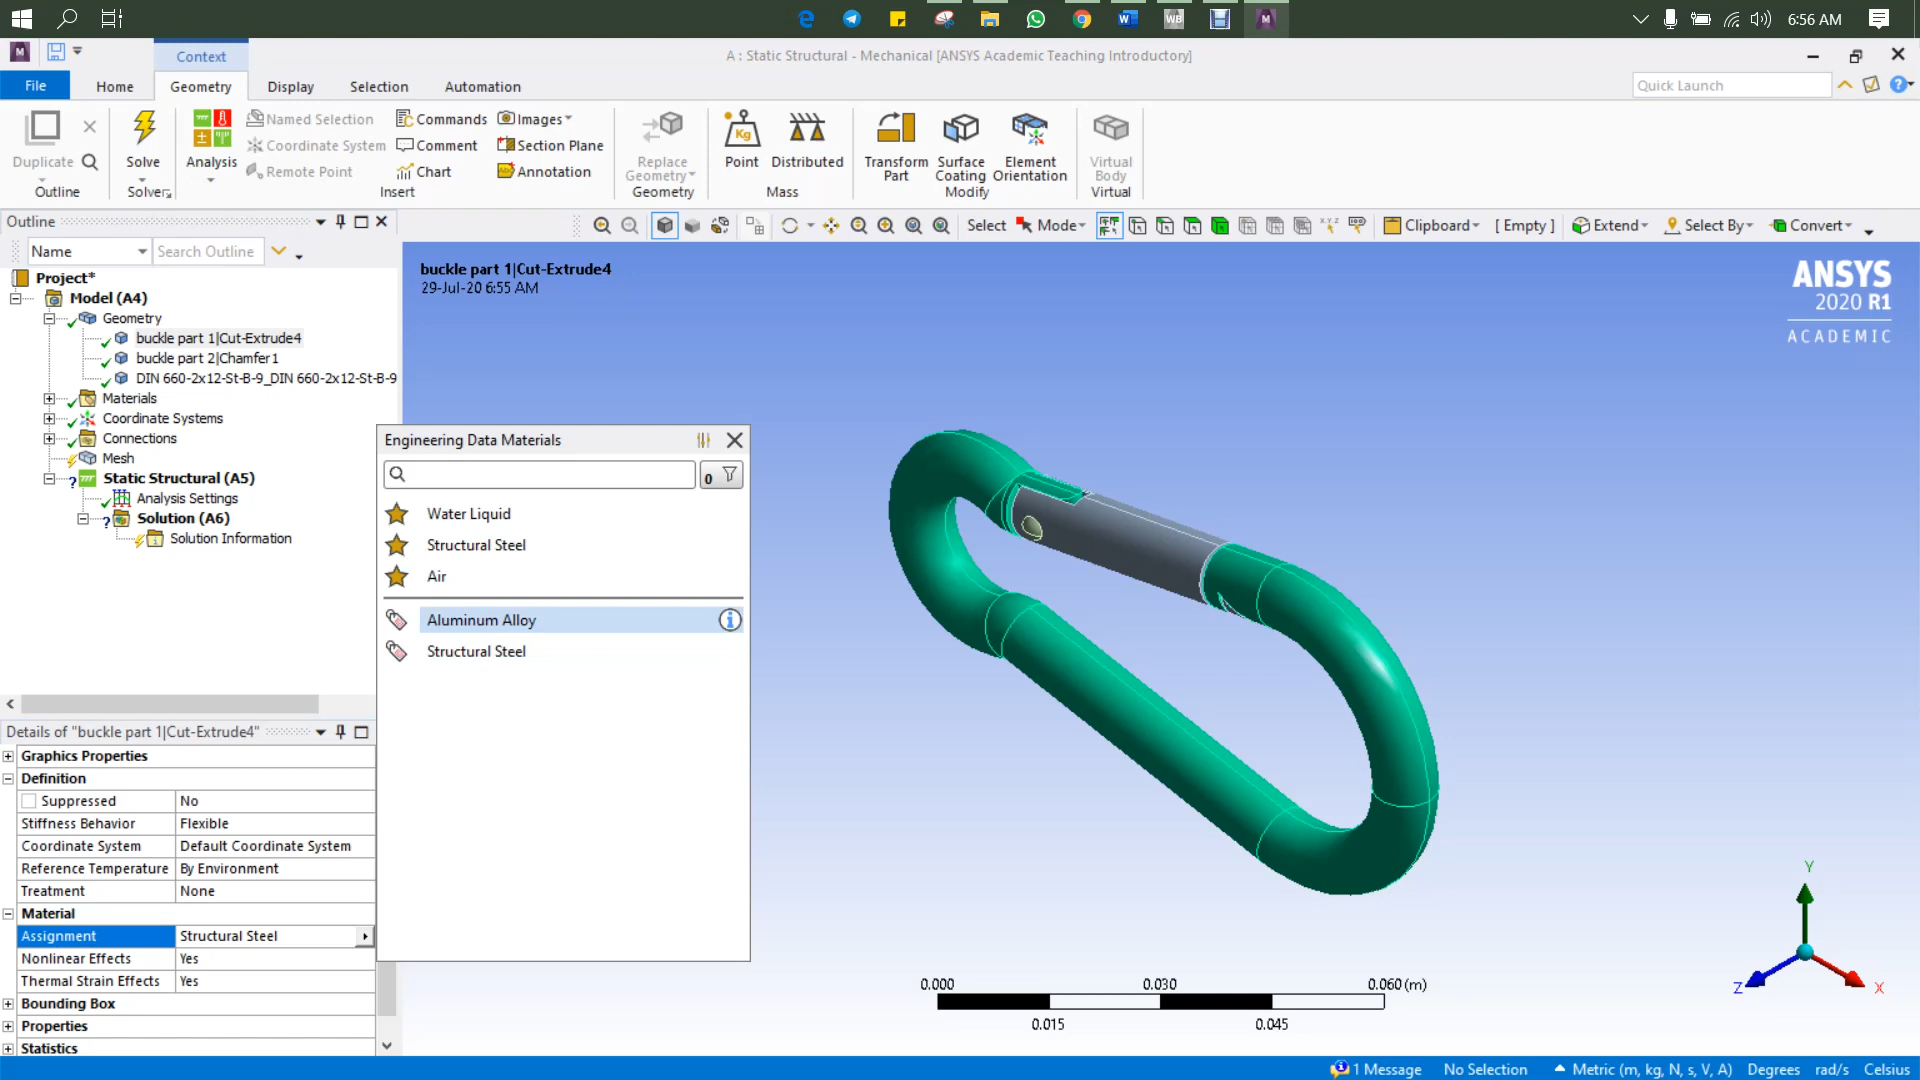 6:56 AM
Context
A : Static Structural - Mechanical [ANSYS Academic Teaching Introductory]
File
Home
Geometry
Display
Selection
Automation
Quick Launch
Duplicate
Outline
Solve
Solver
Analysis
Named Selection
Coordinate System
Remote Point
Commands
Comment
Chart
Images
Section Plane
Annotation
Insert
Replace
Geometry
Geometry
Kg
Point
Distributed
Mass
Transform
Part
Surface
Coating
Element
Orientation
Modify
Virtual
Body
Virtual
Outline
Select
Mode
Clipboard
[ Empty ]
Extend
Select By
Convert
Name
Search Outline
Project*
Model (A4)
Geometry
buckle part 1|Cut-Extrude4
buckle part 2|Chamfer1
DIN 660-2x12-St-B-9_DIN 660-2x12-St-B-9
Materials
Coordinate Systems
Connections
Mesh
Static Structural (A5)
Analysis Settings
Solution (A6)
Solution Information
buckle part 1|Cut-Extrude4
29-Jul-20 6:55 AM
ANSYS
2020 R1
ACADEMIC
Engineering Data Materials
0
Water Liquid
Structural Steel
Air
Aluminum Alloy
Structural Steel
Details of "buckle part 1|Cut-Extrude4"
Graphics Properties
Definition
Suppressed No
Stiffness Behavior Flexible
Coordinate System Default Coordinate System
Reference Temperature By Environment
Treatment None
Material
Assignment Structural Steel
Nonlinear Effects Yes
Thermal Strain Effects Yes
Bounding Box
Properties
Statistics
0.000 0.030 0.060 (m)
0.015 0.045
Y
Z
X
1 Message
No Selection
Metric (m, kg, N, s, V, A)
Degrees
rad/s
Celsius